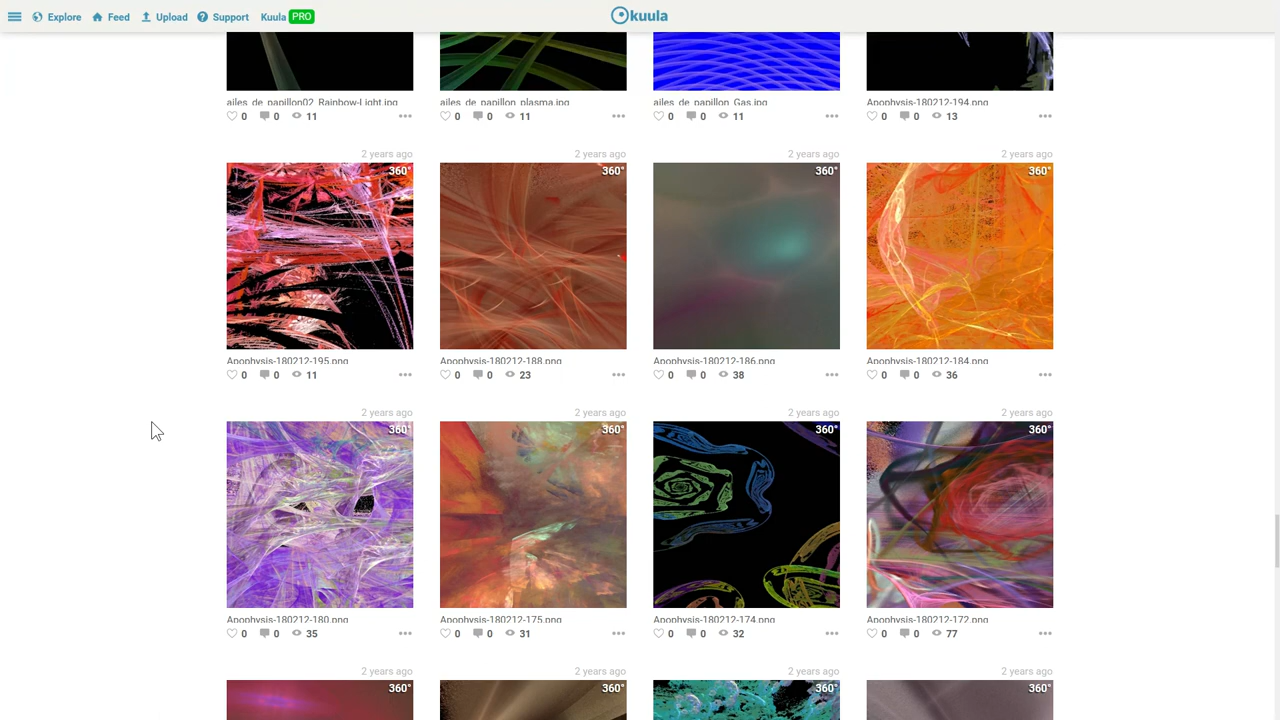 Explore Feed Upload Support Kuula PRO kuula
ailes_de_papillon02_Rainbow-Light.jpg ailes_de_papillon_plasma.jpg ailes_de_papillon_Gas.jpg Apophysis-180212-194.png
0 0 11 0 0 11 0 0 11 0 0 13
2 years ago 2 years ago 2 years ago 2 years ago
360° 360° 360° 360°
Apophysis-180212-195.png Apophysis-180212-188.png Apophysis-180212-186.png Apophysis-180212-184.png
0 0 11 0 0 23 0 0 38 0 0 36
2 years ago 2 years ago 2 years ago 2 years ago
360° 360° 360° 360°
Apophysis-180212-180.png Apophysis-180212-175.png Apophysis-180212-174.png Apophysis-180212-172.png
0 0 35 0 0 31 0 0 32 0 0 77
2 years ago 2 years ago 2 years ago 2 years ago
360° 360° 360° 360°